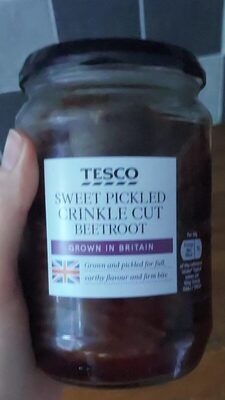 TESCO
SWEET PICKLED
CRINKLE CUT
BEETROOT
GROWN IN BRITAIN
Grown and pickled for full,
earthy flavour and firm bite